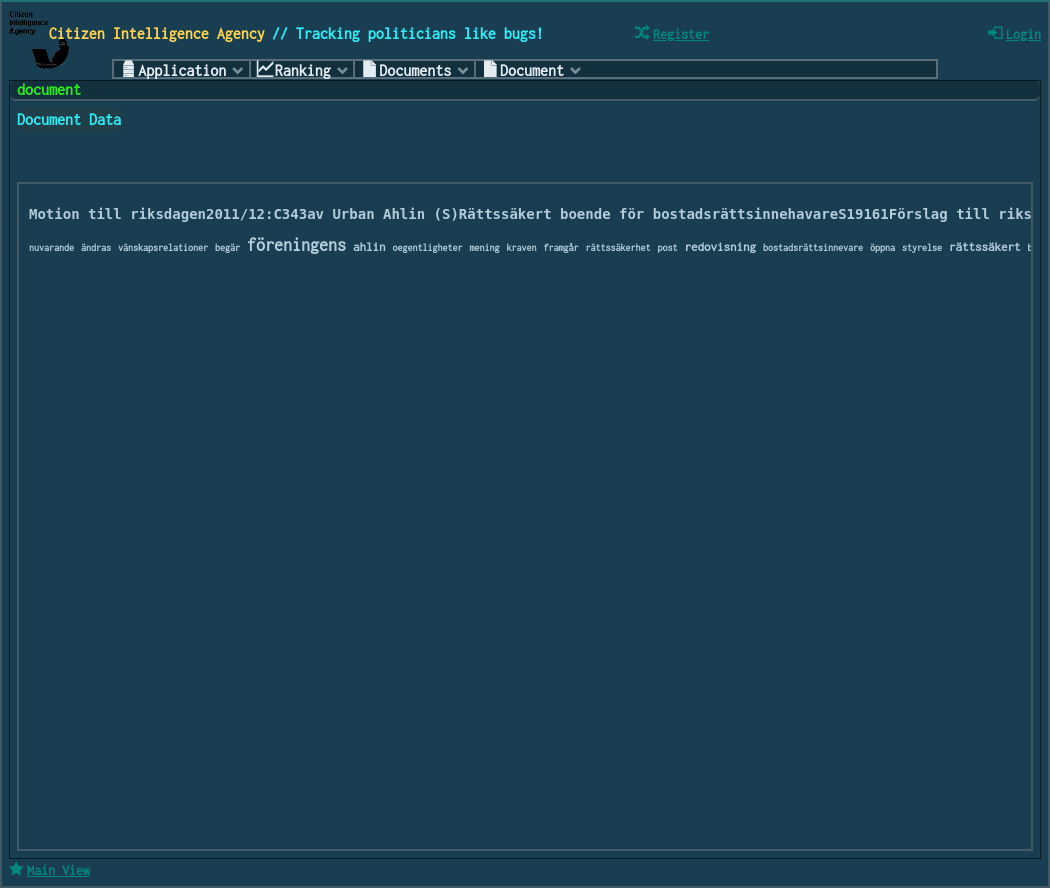 Citizen
Intelligence
Agency
Citizen Intelligence Agency // Tracking politicians like bugs!
Register
Login
Application
Ranking
Documents
Document
document
Document Data
Motion till riksdagen2011/12:C343av Urban Ahlin (S)Rättssäkert boende för bostadsrättsinnehavareS19161Förslag till riks
nuvarande ändras vänskapsrelationer begär föreningens ahlin oegentligheter mening kraven framgår rättssäkerhet post redovisning bostadsrättsinnevare öppna styrelse rättssäkert
Main View